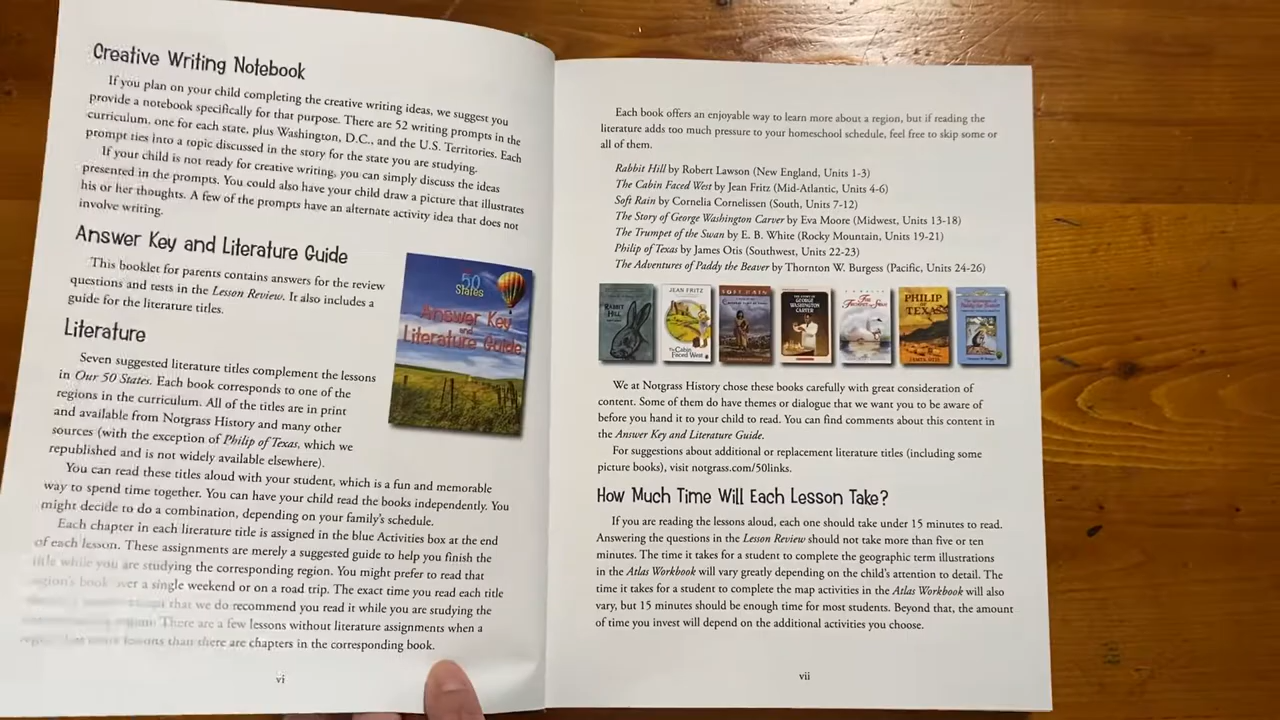 Creative Writing Notebook
If you plan on your child completing the creative writing ideas, we suggest you
provide a notebook specifically for that purpose. There are 52 writing prompts in the
curriculum, one for each state, plus Washington, D.C., and the U.S. Territories. Each
prompt ties into a topic discussed in the story for the state you are studying.
If your child is not ready for creative writing, you can simply discuss the ideas
presented in the prompts. You could also have your child draw a picture that illustrates
his or her thoughts. A few of the prompts have an alternate activity idea that does not
involve writing.
Answer Key and Literature Guide
This booklet for parents contains answers for the review
questions and tests in the Lesson Review. It also includes a
guide for the literature titles.
50
States
Answer Key
and
Literature Guide
Literature
Seven suggested literature titles complement the lessons
in Our 50 States. Each book corresponds to one of the
regions in the curriculum. All of the titles are in print
and available from Notgrass History and many other
sources (with the exception of Philip of Texas, which we
republished and is not widely available elsewhere).
You can read these titles aloud with your student, which is a fun and memorable
way to spend time together. You can have your child read the books independently. You
might decide to do a combination, depending on your family's schedule.
Each chapter in each literature title is assigned in the blue Activities box at the end
of each lesson. These assignments are merely a suggested guide to help you finish the
title while you are studying the corresponding region. You might prefer to read that
region's book over a single weekend or on a road trip. The exact time you read each title
that we do recommend you read it while you are studying the
region. There are a few lessons without literature assignments when a
more lessons than there are chapters in the corresponding book.
vi
Each book offers an enjoyable way to learn more about a region, but if reading the
literature adds too much pressure to your homeschool schedule, feel free to skip some or
all of them.
Rabbit Hill by Robert Lawson (New England, Units 1-3)
The Cabin Faced West by Jean Fritz (Mid-Atlantic, Units 4-6)
Soft Rain by Cornelia Cornelissen (South, Units 7-12)
The Story of George Washington Carver by Eva Moore (Midwest, Units 13-18)
The Trumpet of the Swan by E. B. White (Rocky Mountain, Units 19-21)
Philip of Texas by James Otis (Southwest, Units 22-23)
The Adventures of Paddy the Beaver by Thornton W. Burgess (Pacific, Units 24-26)
RABBIT
HILL
JEAN FRITZ
The Cabin
Faced West
SOFT RAIN
GEORGE
WASHINGTON
CARVER
PHILIP
OF
TEXAS
We at Notgrass History chose these books carefully with great consideration of
content. Some of them do have themes or dialogue that we want you to be aware of
before you hand it to your child to read. You can find comments about this content in
the Answer Key and Literature Guide.
For suggestions about additional or replacement literature titles (including some
picture books), visit notgrass.com/50links.
How Much Time Will Each Lesson Take?
If you are reading the lessons aloud, each one should take under 15 minutes to read.
Answering the questions in the Lesson Review should not take more than five or ten
minutes. The time it takes for a student to complete the geographic term illustrations
in the Atlas Workbook will vary greatly depending on the child's attention to detail. The
time it takes for a student to complete the map activities in the Atlas Workbook will also
vary, but 15 minutes should be enough time for most students. Beyond that, the amount
of time you invest will depend on the additional activities you choose.
vii